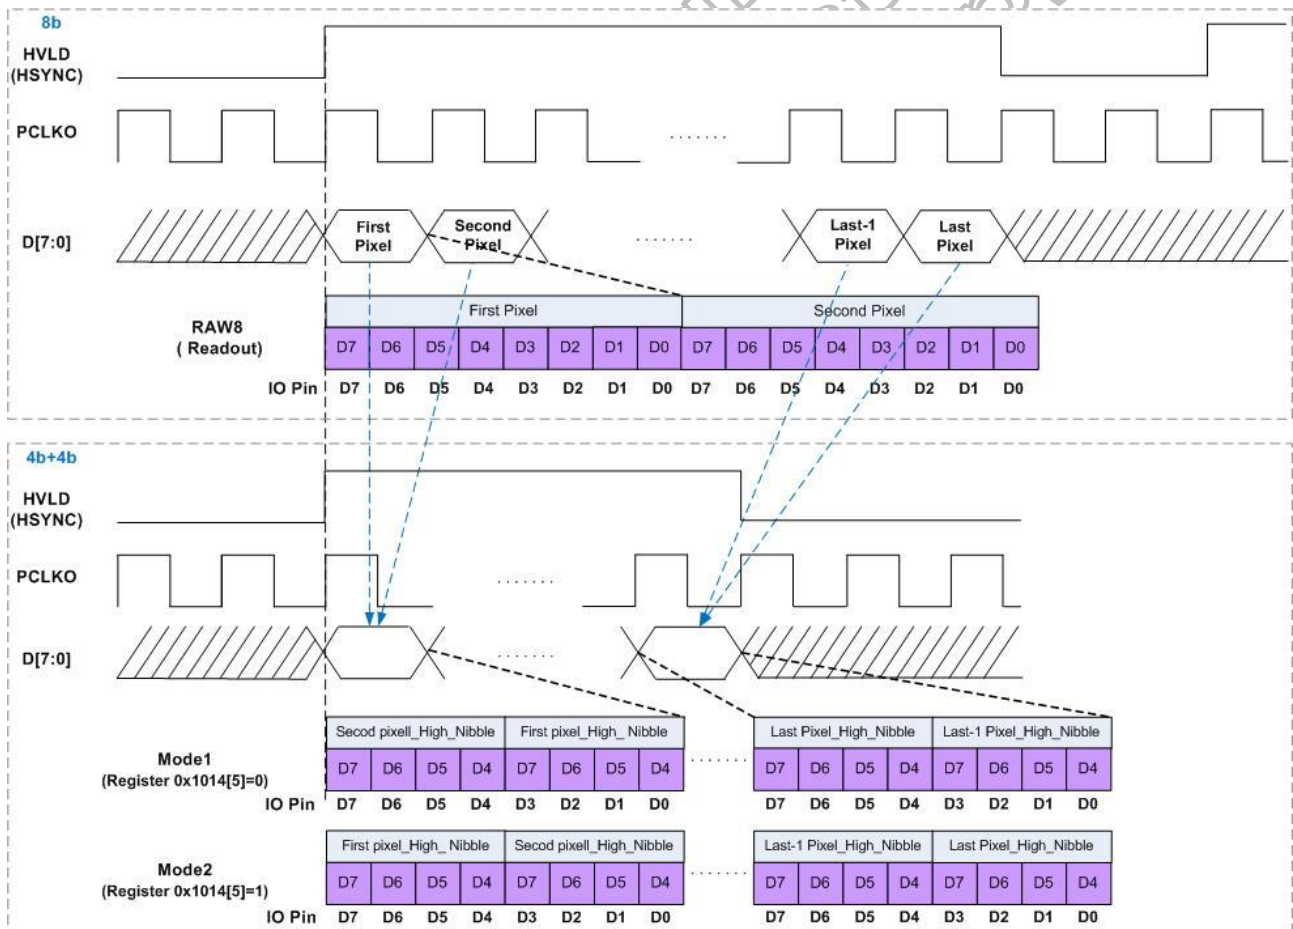 8b
HVLD
(HSYNC)
PCLKO
.......
D[7:0]
First
Pixel
Second
Pixel
.......
Last-1
Pixel
Last
Pixel
RAW8
( Readout)
First Pixel Second Pixel
D7 D6 D5 D4 D3 D2 D1 D0 D7 D6 D5 D4 D3 D2 D1 D0
IO Pin D7 D6 D5 D4 D3 D2 D1 D0 D7 D6 D5 D4 D3 D2 D1 D0
4b+4b
HVLD
(HSYNC)
PCLKO
.......
D[7:0]
.......
Mode1
(Register 0x1014[5]=0)
Secod pixell_High_Nibble First pixel_High_ Nibble Last Pixel_High_Nibble Last-1 Pixel_High_Nibble
D7 D6 D5 D4 D7 D6 D5 D4 ....... D7 D6 D5 D4 D7 D6 D5 D4
IO Pin D7 D6 D5 D4 D3 D2 D1 D0 D7 D6 D5 D4 D3 D2 D1 D0
Mode2
(Register 0x1014[5]=1)
First pixel_High_ Nibble Secod pixell_High_Nibble Last-1 Pixel_High_Nibble Last Pixel_High_Nibble
D7 D6 D5 D4 D7 D6 D5 D4 ....... D7 D6 D5 D4 D7 D6 D5 D4
IO Pin D7 D6 D5 D4 D3 D2 D1 D0 D7 D6 D5 D4 D3 D2 D1 D0